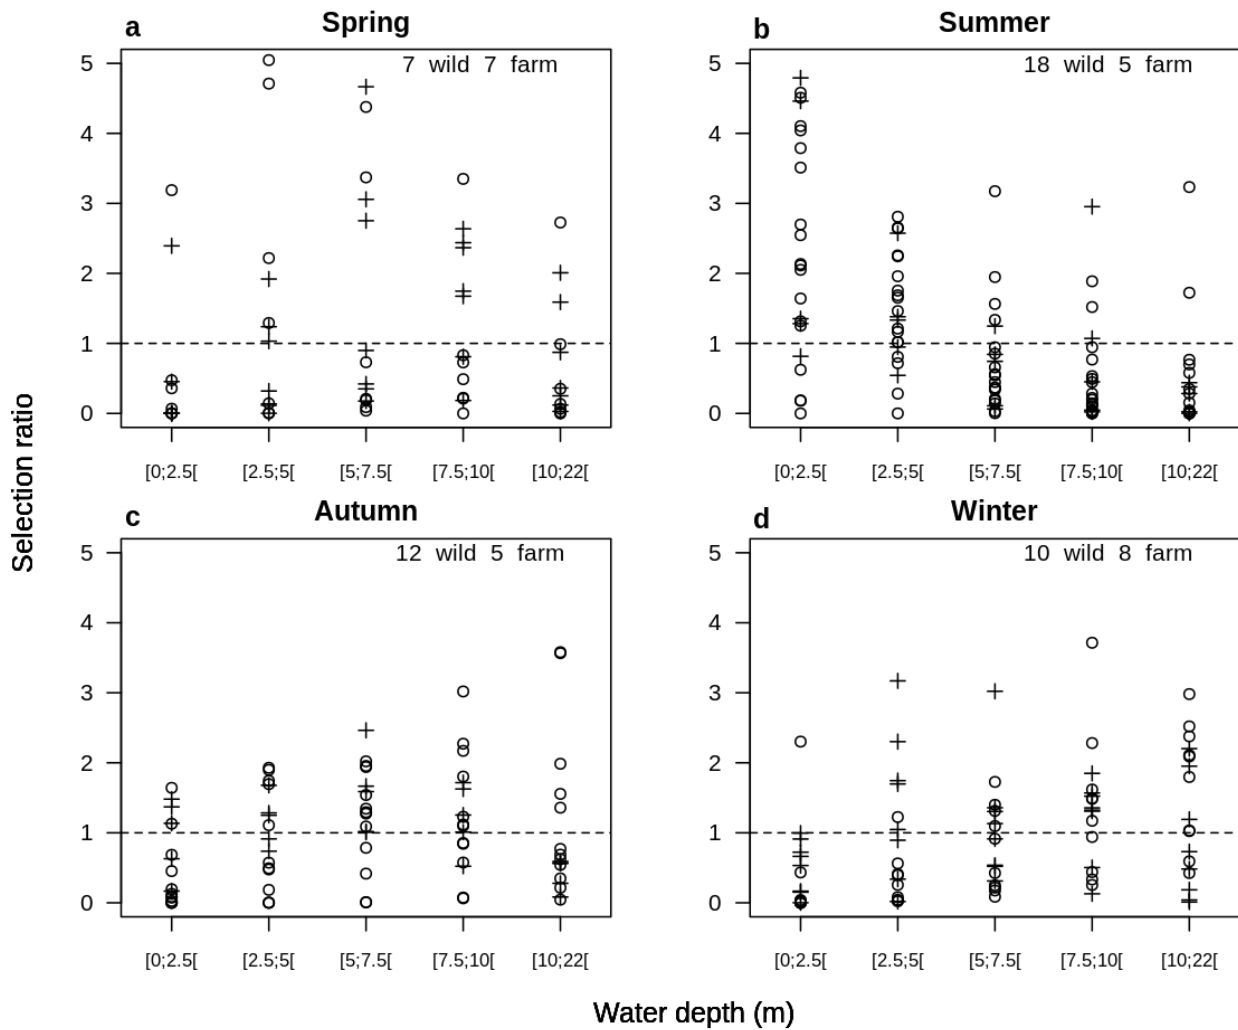 a Spring
7 wild 7 farm
5
4
3
2
1
0
[0;2.5[ [2.5;5[ [5;7.5[ [7.5;10[ [10;22[
b Summer
18 wild 5 farm
5
4
3
2
1
0
[0;2.5[ [2.5;5[ [5;7.5[ [7.5;10[ [10;22[
c Autumn
12 wild 5 farm
5
4
3
2
1
0
[0;2.5[ [2.5;5[ [5;7.5[ [7.5;10[ [10;22[
d Winter
10 wild 8 farm
5
4
3
2
1
0
[0;2.5[ [2.5;5[ [5;7.5[ [7.5;10[ [10;22[
Selection ratio
Water depth (m)